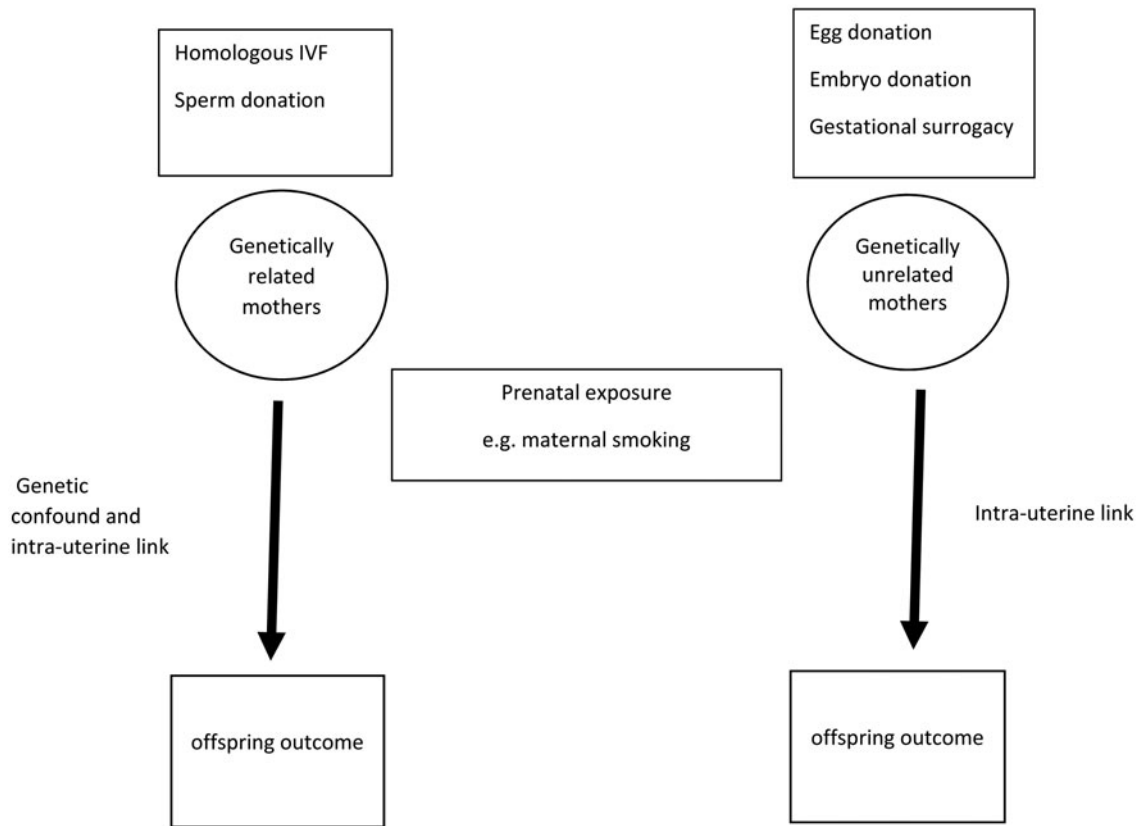 Homologous IVF
Sperm donation
Egg donation
Embryo donation
Gestational surrogacy
Genetically
related
mothers
Genetically
unrelated
mothers
Prenatal exposure
e.g. maternal smoking
Genetic
confound and
intra-uterine link
Intra-uterine link
offspring outcome
offspring outcome